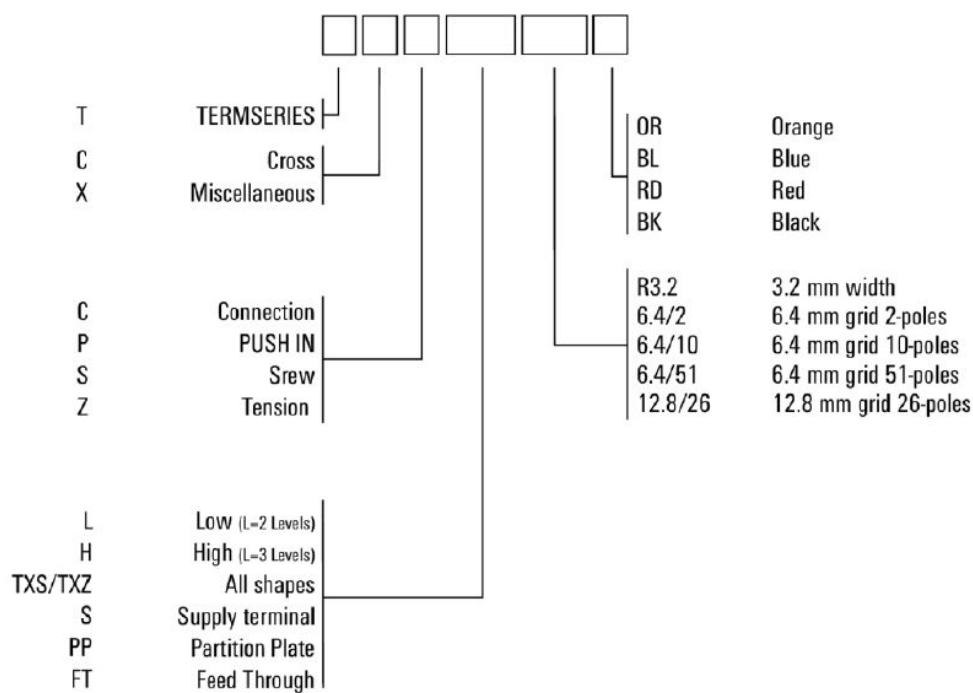 T TERMSERIES
C Cross
X Miscellaneous
OR Orange
BL Blue
RD Red
BK Black
C Connection
P PUSH IN
S Srew
Z Tension
R3.2 3.2 mm width
6.4/2 6.4 mm grid 2-poles
6.4/10 6.4 mm grid 10-poles
6.4/51 6.4 mm grid 51-poles
12.8/26 12.8 mm grid 26-poles
L Low (L=2 Levels)
H High (L=3 Levels)
TXS/TXZ All shapes
S Supply terminal
PP Partition Plate
FT Feed Through